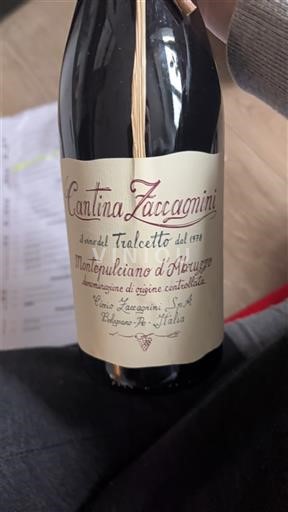 Cantina Zaccagnini
il vino del Tralcetto dal 1978
Montepulciano d'Abruzzo
denominazione di origine controllata
Ciccio Zaccagnini S.r.A
Bolognano - Pe - Italia